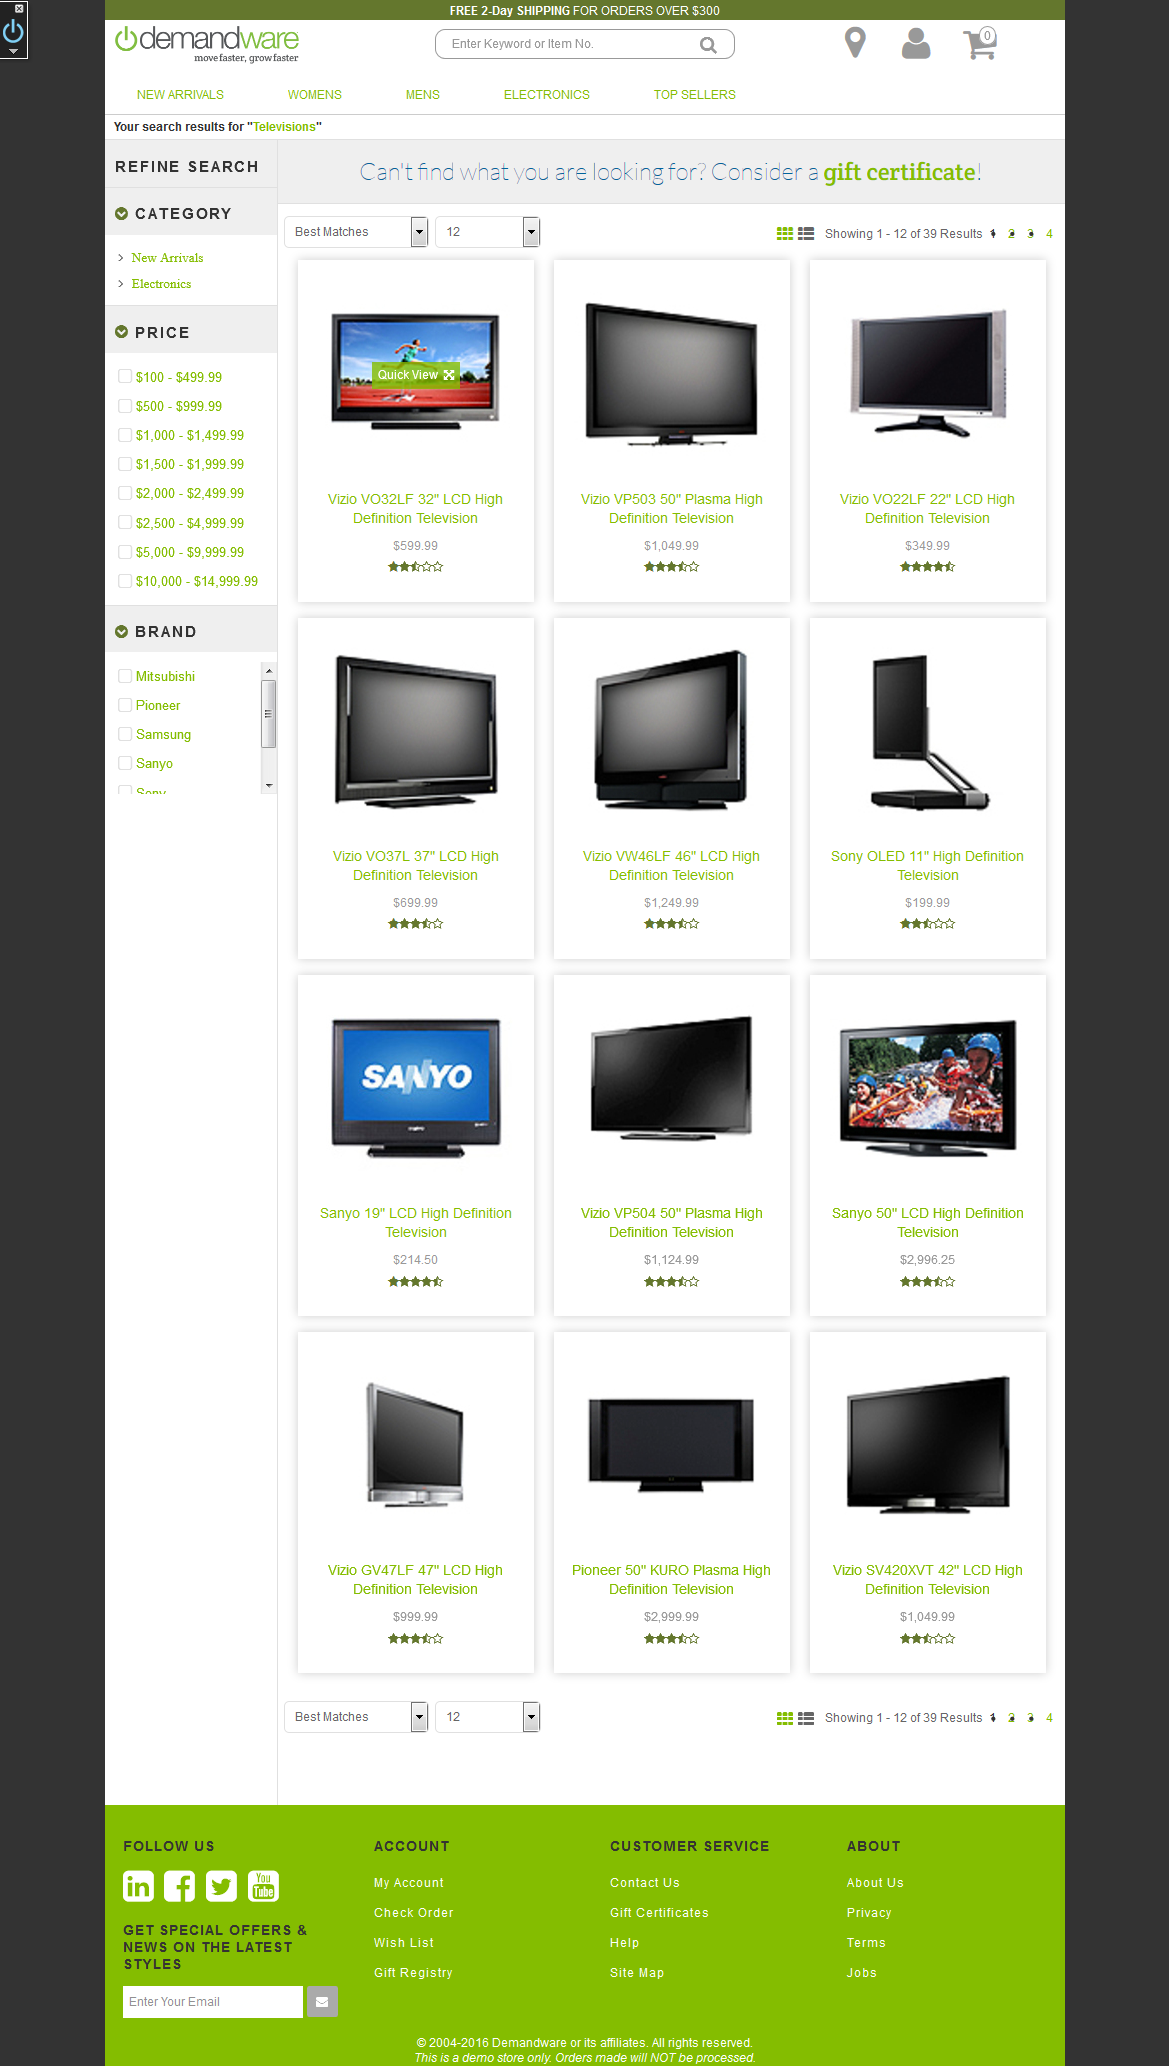 FREE 2-Day SHIPPING FOR ORDERS OVER $300
demandware
move faster, grow faster
Enter Keyword or Item No.
0
NEW ARRIVALS
WOMENS
MENS
ELECTRONICS
TOP SELLERS
Your search results for "Televisions"
REFINE SEARCH
CATEGORY
New Arrivals
Electronics
PRICE
$100 - $499.99
$500 - $999.99
$1,000 - $1,499.99
$1,500 - $1,999.99
$2,000 - $2,499.99
$2,500 - $4,999.99
$5,000 - $9,999.99
$10,000 - $14,999.99
BRAND
Mitsubishi
Pioneer
Samsung
Sanyo
Sony
Can't find what you are looking for? Consider a gift certificate!
Best Matches
12
Showing 1 - 12 of 39 Results 1 2 3 4
Quick View
Vizio VO32LF 32" LCD High
Definition Television
$599.99
Vizio VP503 50" Plasma High
Definition Television
$1,049.99
Vizio VO22LF 22" LCD High
Definition Television
$349.99
Vizio VO37L 37" LCD High
Definition Television
$699.99
Vizio VW46LF 46" LCD High
Definition Television
$1,249.99
Sony OLED 11" High Definition
Television
$199.99
SANYO
Sanyo 19" LCD High Definition
Television
$214.50
Vizio VP504 50" Plasma High
Definition Television
$1,124.99
Sanyo 50" LCD High Definition
Television
$2,996.25
Vizio GV47LF 47" LCD High
Definition Television
$999.99
Pioneer 50" KURO Plasma High
Definition Television
$2,999.99
Vizio SV420XVT 42" LCD High
Definition Television
$1,049.99
Best Matches
12
Showing 1 - 12 of 39 Results 1 2 3 4
FOLLOW US
in
You
Tube
GET SPECIAL OFFERS &
NEWS ON THE LATEST
STYLES
Enter Your Email
ACCOUNT
My Account
Check Order
Wish List
Gift Registry
CUSTOMER SERVICE
Contact Us
Gift Certificates
Help
Site Map
ABOUT
About Us
Privacy
Terms
Jobs
© 2004-2016 Demandware or its affiliates. All rights reserved.
This is a demo store only. Orders made will NOT be processed.